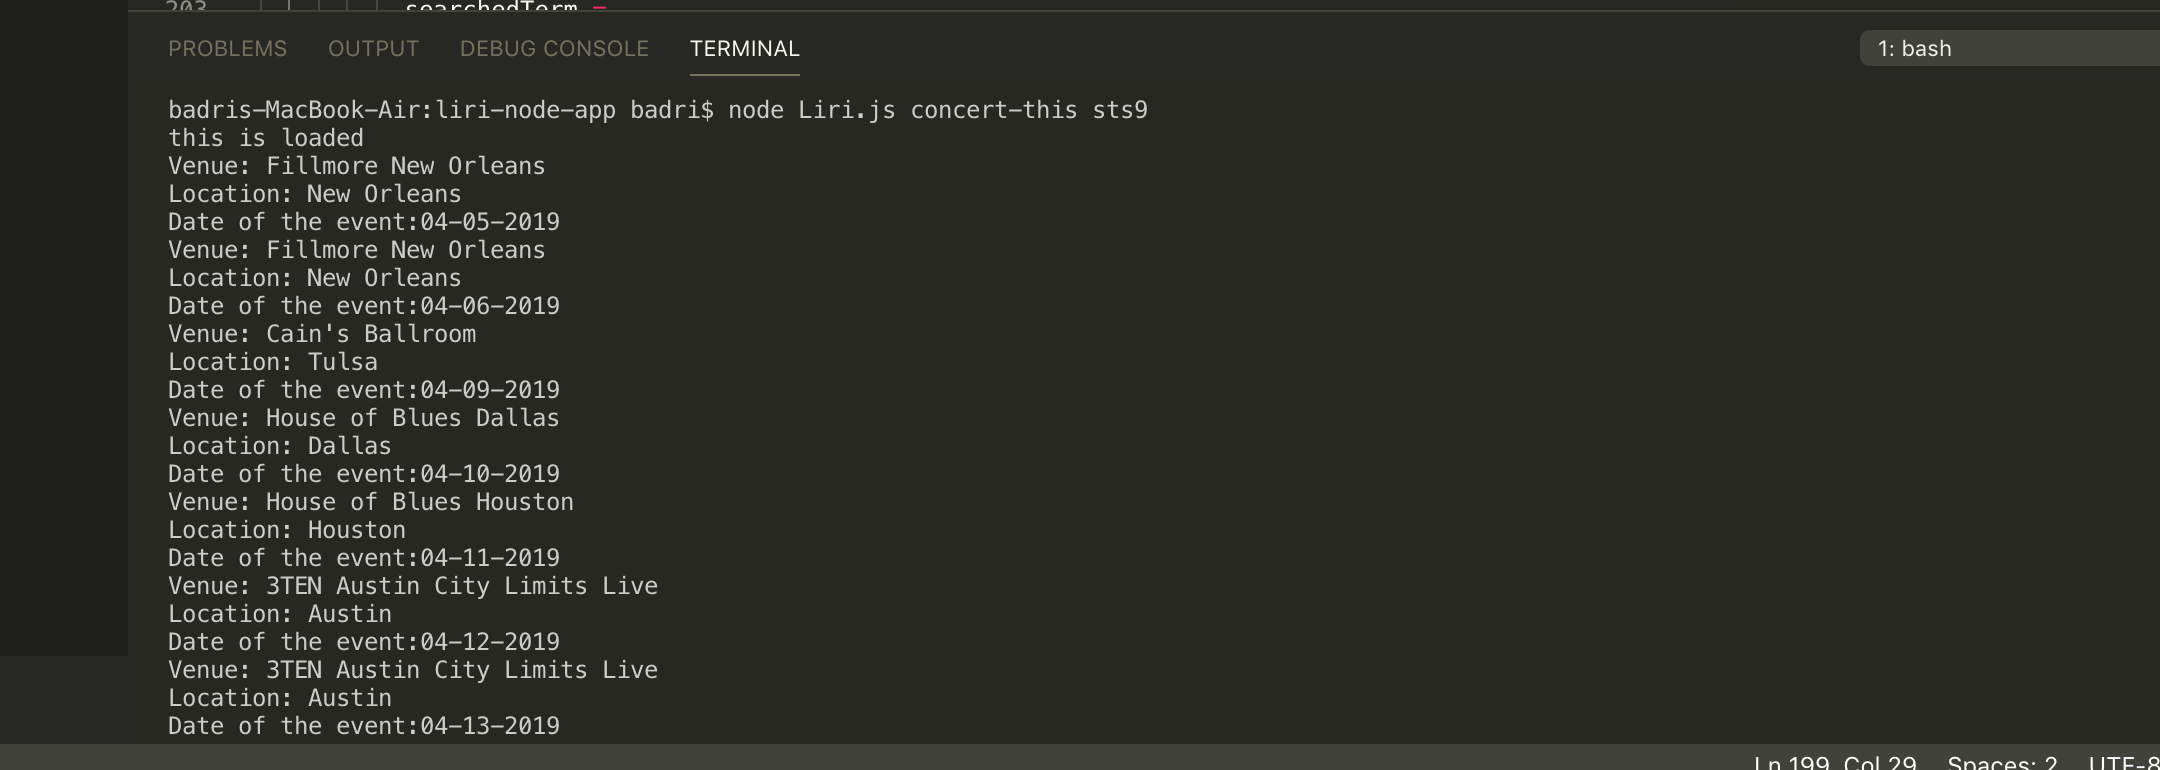 203 searchedTerm =
PROBLEMS OUTPUT DEBUG CONSOLE TERMINAL 1: bash
badris-MacBook-Air:liri-node-app badri$ node Liri.js concert-this sts9
this is loaded
Venue: Fillmore New Orleans
Location: New Orleans
Date of the event:04-05-2019
Venue: Fillmore New Orleans
Location: New Orleans
Date of the event:04-06-2019
Venue: Cain's Ballroom
Location: Tulsa
Date of the event:04-09-2019
Venue: House of Blues Dallas
Location: Dallas
Date of the event:04-10-2019
Venue: House of Blues Houston
Location: Houston
Date of the event:04-11-2019
Venue: 3TEN Austin City Limits Live
Location: Austin
Date of the event:04-12-2019
Venue: 3TEN Austin City Limits Live
Location: Austin
Date of the event:04-13-2019
Ln 199, Col 29 Spaces: 2 UTF-8